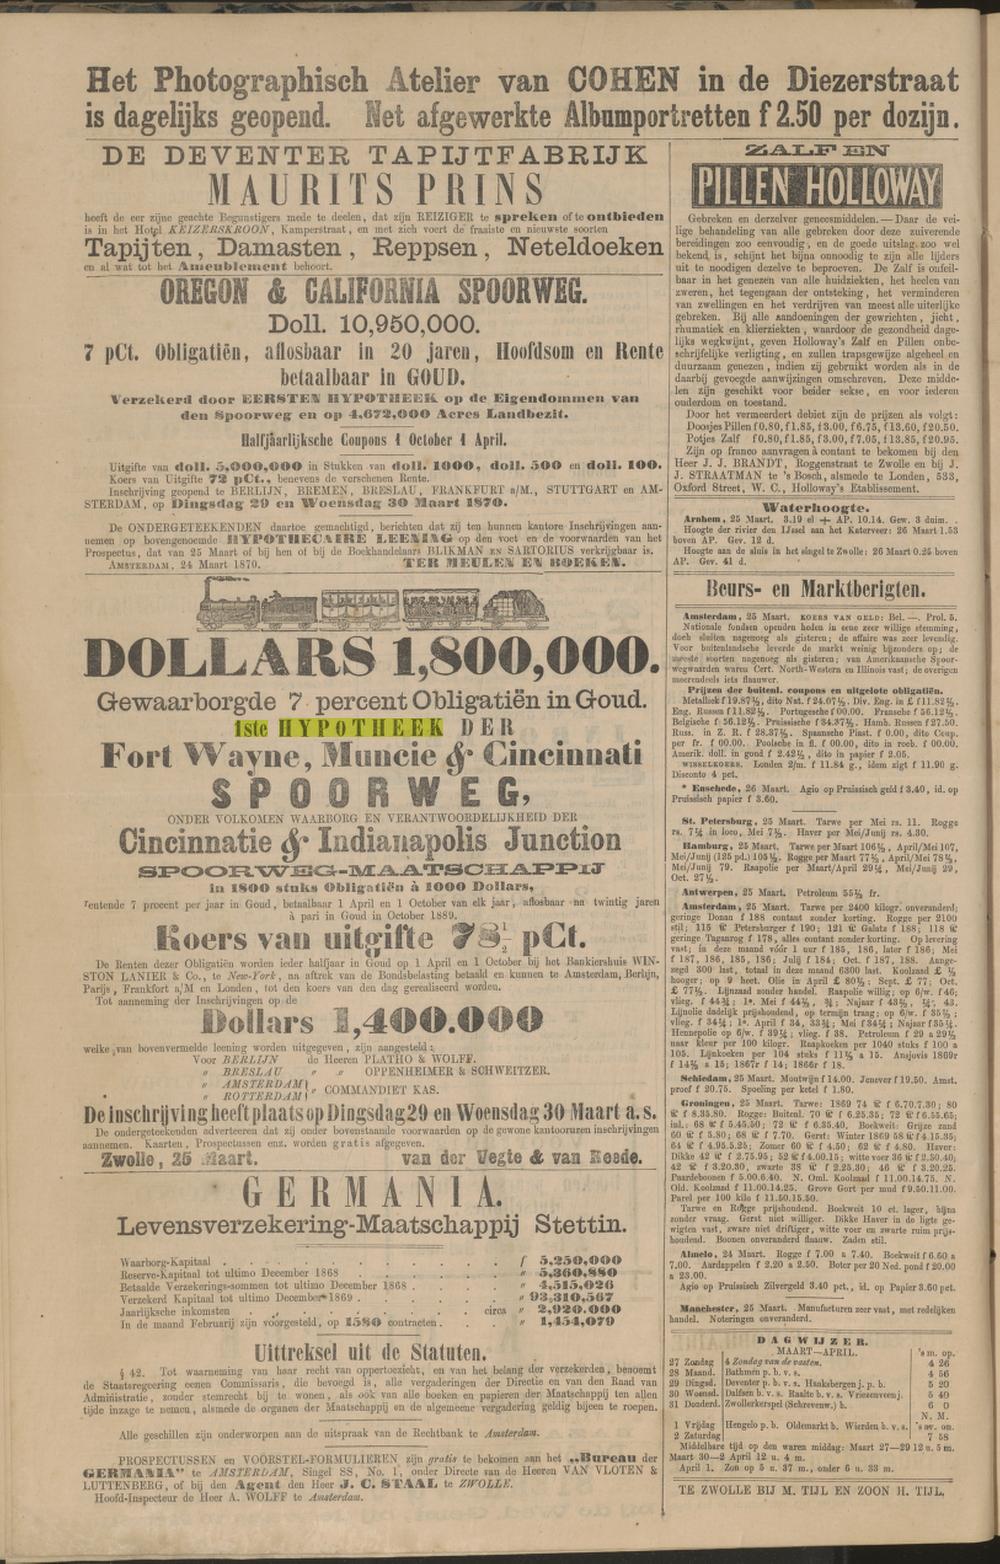 Het Photographisch Atelier van COHEN in de Diezerstraat
is dagelijks geopend. Net afgewerkte Albumportretten f 2.50 per dozijn.
DE DEVENTER TAPIJTFABRIJK
MAURITS PRINS
heeft de eer zijne geachte Begunstigers mede te deelen, dat zijn REIZIGER te spreken of te ontbieden
is in het Hotel KEIZERSKROON, Kamperstraat, en met zich voert de fraaiste en nieuwste soorten
Tapijten, Damasten, Reppsen, Neteldoeken
en al wat tot het Ameublement behoort.
OREGON & CALIFORNIA SPOORWEG.
Doll. 10,950,000.
7 pCt. Obligatiën, aflosbaar in 20 jaren, Hoofdsom en Rente
betaalbaar in GOUD.
Verzekerd door EERSTEN HYPOTHEEK op de Eigendommen van
den Spoorweg en op 4,672,000 Acres Landbezit.
Halfjaarlijksche Coupons 1 October 1 April.
Uitgifte van doll. 5,000,000 in Stukken van doll. 1000, doll. 500 en doll. 100.
Koers van Uitgifte 72 pCt., benevens de verschenen Rente.
Inschrijving geopend te BERLIJN, BREMEN, BRESLAU, FRANKFURT a/M., STUTTGART en AM-
STERDAM, op Dingsdag 29 en Woensdag 30 Maart 1870.
De ONDERGETEEKENDEN daartoe gemachtigd, berichten dat zij ten hunnen kantore Inschrijvingen aan-
nemen op bovengenoemde HYPOTHECAIRE LEENING op den voet en de voorwaarden van het
Prospectus, dat van 25 Maart of bij hen of bij de Boekhandelaars BLIKMAN EN SARTORIUS verkrijgbaar is.
AMSTERDAM, 24 Maart 1870. TER MEULEN EN BOEKEN.
DOLLARS 1,800,000.
Gewaarborgde 7 percent Obligatiën in Goud.
1ste HYPOTHEEK DER
Fort Wayne, Muncie & Cincinnati
SPOORWEG,
ONDER VOLKOMEN WAARBORG EN VERANTWOORDELIJKHEID DER
Cincinnatie & Indianapolis Junction
SPOORWEG-MAATSCHAPPIJ
in 1800 stuks Obligatiën à 1000 Dollars,
rentende 7 procent per jaar in Goud, betaalbaar 1 April en 1 October van elk jaar, aflosbaar na twintig jaren
à pari in Goud in October 1889.
Koers van uitgifte 78½ pCt.
De Renten dezer Obligatiën worden ieder halfjaar in Goud op 1 April en 1 October bij het Bankiershuis WIN-
STON LANIER & Co., te New-York, na aftrek van de Bondsbelasting betaald en kunnen te Amsterdam, Berlijn,
Parijs, Frankfort a/M en Londen, tot den koers van den dag gerealiseerd worden.
Tot aanneming der Inschrijvingen op de
Dollars 1,400.000
welke van bovenvermelde leening worden uitgegeven, zijn aangesteld:
Voor BERLIJN de Heeren PLATHO & WOLFF.
„ BRESLAU „ „ OPPENHEIMER & SCHWEITZER.
„ AMSTERDAM } „ COMMANDIET KAS.
„ ROTTERDAM
De inschrijving heeft plaats op Dingsdag 29 en Woensdag 30 Maart a. s.
De ondergeteekenden adverteeren dat zij onder bovenstaande voorwaarden op de gewone kantooruren inschrijvingen
aannemen. Kaarten, Prospectussen enz. worden gratis afgegeven.
Zwolle, 25 Maart. van der Vegte & van Reede.
GERMANIA.
Levensverzekering-Maatschappij Stettin.
Waarborg-Kapitaal . . . f 5,250,000
Reserve-Kapitaal tot ultimo December 1868 . . . „ 5,360,880
Betaalde Verzekerings-sommen tot ultimo December 1868 . . . „ 4,515,026
Verzekerd Kapitaal tot ultimo December 1869 . . . „ 93,310,567
Jaarlijksche inkomsten . . . circa „ 2,920.000
In de maand Februarij zijn voorgesteld, op 1580 contracten. . . „ 1,454,079
Uittreksel uit de Statuten.
§ 42. Tot waarneming van haar recht van oppertoezicht, en van het belang der verzekerden, benoemt
de Staatsregeering eenen Commissaris, die bevoegd is, alle vergaderingen der Directie en van den Raad van
Administratie, zonder stemrecht bij te wonen, als ook van alle boeken en papieren der Maatschappij ten allen
tijde inzage te nemen, alsmede de organen der Maatschappij en de algemeene vergadering geldig bijeen te roepen.
Alle geschillen zijn onderworpen aan de uitspraak van de Rechtbank te Amsterdam.
PROSPECTUSSEN en VOORSTEL-FORMULIEREN zijn gratis te bekomen aan het „Bureau der
GERMANIA” te AMSTERDAM, Singel SS, No. 1, onder Directe van de Heeren VAN VLOTEN &
LUTTENBERG, of bij den Agent den Heer J. C. STAAL te ZWOLLE.
Hoofd-Inspecteur de Heer A. WOLFF te Amsterdam.
ZALF EN
PILLEN HOLLOWAY
Gebreken en derzelver geneesmiddelen. — Daar de vei-
lige behandeling van alle gebreken door deze zuiverende
bereidingen zoo eenvoudig, en de goede uitslag zoo wel
bekend is, schijnt het bijna onnoodig te zijn alle lijders
uit te noodigen dezelve te beproeven. De Zalf is onfeil-
baar in het genezen van alle huidziekten, het heelen van
zweren, het tegengaan der ontsteking, het verminderen
van zwellingen en het verdrijven van meest alle uiterlijke
gebreken. Bij alle aandoeningen der gewrichten, jicht,
rhumatiek en klierziekten, waardoor de gezondheid dage-
lijks wegkwijnt, geven Holloway's Zalf en Pillen onbe-
schrijfelijke verligting, en zullen trapsgewijze algeheel en
duurzaam genezen, indien zij gebruikt worden als in de
daarbij gevoegde aanwijzingen omschreven. Deze midde-
len zijn geschikt voor beider sekse, en voor iederen
ouderdom en toestand.
Door het vermeerdert debiet zijn de prijzen als volgt:
Doosjes Pillen f0.80, f1.85, f3.00, f6.75, f13.60, f20.50.
Potjes Zalf f0.80, f1.85, f3.00, f7.05, f13.85, f20.95.
Zijn op franco aanvragen à contant te bekomen bij den
Heer J. J. BRANDT, Roggenstraat te Zwolle en bij J.
J. STRAATMAN te 's Bosch, alsmede te Londen, 533,
Oxford Street, W. C., Holloway's Etablissement.
Waterhoogte.
Arnhem, 25 Maart. 3.19 el + AP. 10.14. Gew. 3 duim.
Hoogte der rivier den IJssel aan het Katerveer: 26 Maart 1.53
boven AP. Gev. 12 d.
Hoogte aan de sluis in het singel te Zwolle: 26 Maart 0.25 boven
AP. Gev. 41 d.
Beurs- en Marktberigten.
Amsterdam, 25 Maart. KOERS VAN GELD: Bel. —. Prol. 5.
Nationale fondsen openden heden in eene zeer willige stemming,
doch sluiten nagenoeg als gisteren; de affaire was zeer levendig.
Voor buitenlandsche leverde de markt weinig bijzonders op; de
meeste soorten nagenoeg als gisteren; van Amerikaansche Spoor-
wegwaarden waren Cert. North-Western en Illinois vast; de overigen
meerendeels iets flauwer.
Prijzen der buitenl. coupons en uitgelote obligatiën.
Metalliek f 19.87½, dito Nat. f 24.07½. Div. Eng. in £ f 11.82½.
Eng. Russen f 11.82½. Portugesche f 00.00. Fransche f 56.12½.
Belgische f 56.12½. Pruissische f 34.37½. Hamb. Russen f 27.50.
Russ. in Z. R. f 28.37½. Spaansche Piast. f 0.00, dito Coup.
per fr. f 00.00. Poolsche in fl. f 00.00, dito in roeb. f 00.00.
Amerik. doll. in goud f 2.42½, dito in papier f 2.05.
WISSELKOERS. Londen 2/m. f 11.84 g., idem zigt f 11.90 g.
Disconto 4 pct.
* Enschede, 26 Maart. Agio op Pruissisch geld f 3.40, id. op
Pruissisch papier f 3.60.
St. Petersburg, 25 Maart. Tarwe per Mei rs. 11. Rogge
rs. 7¼ in loco, Mei 7½. Haver per Mei/Junij rs. 4.30.
Hamburg, 25 Maart. Tarwe per Maart 106½, April/Mei 107,
Mei/Junij (125 pd.) 105½. Rogge per Maart 77½, April/Mei 78½,
Mei/Junij 79. Raapolie per Maart/April 29¼, Mei/Junij 29,
Oct. 27½.
Antwerpen, 25 Maart. Petroleum 55½ fr.
Amsterdam, 25 Maart. Tarwe per 2400 kilogr. onveranderd;
geringe Donau f 188 contant zonder korting. Rogge per 2100
stil; 115 ℔ Petersburger f 190; 121 ℔ Galatz f 188; 118 ℔
geringe Taganrog f 178, alles contant zonder korting. Op levering
vast; in deze maand vóór 1 uur f 185, 186, later f 186; Mei
f 187, 186, 185, 186; Julij f 184; Oct. f 187, 188. Aange-
zegd 300 last, totaal in deze maand 6300 last. Koolzaad £ ½
hooger; op 9 heet. Olie in April £ 80½; Sept. £ 77; Oct.
£ 77½. Lijnzaad zonder handel. Raapolie willig; op 6/w. f 46;
vlieg. f 44¾; 1e. Mei f 44½, ¾; Najaar f 43½, ¼, 43.
Lijnolie dadelijk prijshoudend, op termijn traag; op 6/w. f 35½;
vlieg. f 34¼; 1e. April f 34, 33¾; Mei f 34¼; Najaar f 35¼.
Hennepolie op 6/w. f 39¼; vlieg. f 38. Petroleum f 29 a 29½
naar kleur per 100 kilogr. Raapkoeken per 1040 stuks f 100 a
105. Lijnkoeken per 104 stuks f 11½ a 15. Ansjovis 1869r
f 14½ a 15; 1867r f 14; 1866r f 18.
Schiedam, 25 Maart. Moutwijn f 14.00. Jenever f 19.50. Amst.
proef f 20.75. Spoeling per ketel f 1.80.
Groningen, 25 Maart. Tarwe: 1869 74 ℔ f 6.70.7.30; 80
℔ f 8.35.80. Rogge: Buitenl. 70 ℔ f 6.25.35; 72 ℔ f 6.55.65;
inl.. 68 ℔ f 5.45.50; 72 ℔ f 6.35.40. Boekweit: Grijze zand
60 ℔ f 5.80; 68 ℔ f 7.70. Gerst: Winter 1869 58 ℔ f 4.15.35;
64 ℔ f 4.95.5.25; Zomer 60 ℔ f 4.50; 62 ℔ f 4.80. Haver:
Dikke 42 ℔ f 2.75.95; 52 ℔ f 4.00.15; witte voer 36 ℔ f 2.30.40;
42 ℔ f 3.20.30, zwarte 38 ℔ f 2.25.30; 46 ℔ f 3.20.25.
Paardeboonen f 5.00.6.40. N. Oml. Koolzaad f 11.00.14.75. N.
Old. Koolzaad f 11.00.14.25. Grove Gort per mud f 9.50.11.00.
Parel per 100 kilo f 11.50.15.50.
Tarwe en Rogge prijshoudend. Boekweit 10 ct. lager, bijna
zonder vraag. Gerst niet williger. Dikke Haver in de ligte ge-
wigten vast, zware niet driftiger, witte voer en zwarte ruim prijs-
houdend. Boonen onveranderd flauw. Zaden stil.
Almelo, 24 Maart. Rogge f 7.00 a 7.40. Boekweit f 6.60 a
7.00. Aardappelen f 2.20 a 2.50. Boter per 20 Ned. pond f 20.00
a 23.00.
Agio op Pruissisch Zilvergeld 3.40 pct., id. op Papier 3.60 pct.
Manchester, 25 Maart. Manufacturen zeer vast, met redelijken
handel. Noteringen onveranderd.
DAGWIJZER.
MAART—APRIL. 's m. op.
27 Zondag 4 Zondag van de vasten. 4 26
28 Maand. Bathmen p. b. v. s. 4 56
29 Dingsd. Deventer p. b. v. s. Haaksbergen j. p. b. 5 20
30 Woensd. Dalfsen b. v. s. Raalte b. v. s. Vriezenveenj. 5 40
31 Donderd. Zwollerkerspel (Schrevenw.) b. 6 0
N. M.
1 Vrijdag Hengelo p. b. Oldemarkt b. Wierden b. v. s. 's av. on.
2 Zaturdag 7 58
Middelbare tijd op den waren middag: Maart 27—29 12 u. 5 m.
Maart 30—2 April 12 u. 4 m.
April 1. Zon op 5 u. 37 m., onder 6 u. 33 m.
TE ZWOLLE BIJ M. TIJL EN ZOON H. TIJL.